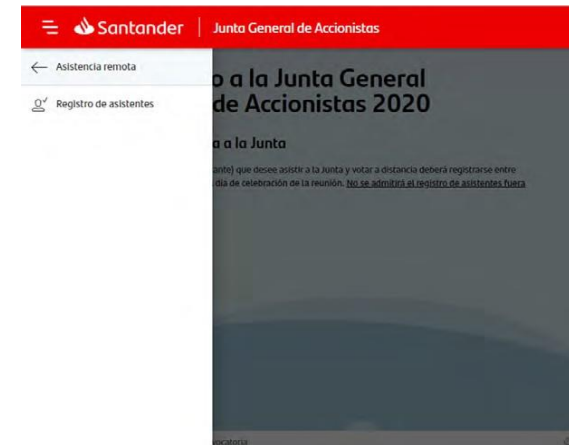 Santander
Junta General de Accionistas
Asistencia remota
Registro de asistentes
o a la Junta General
de Accionistas 2020
a a la Junta
ante) que desee asistir a la Junta y votar a distancia deberá registrarse entre
día de celebración de la reunión. No se admitirá el registro de asistentes fuera
vocatoria